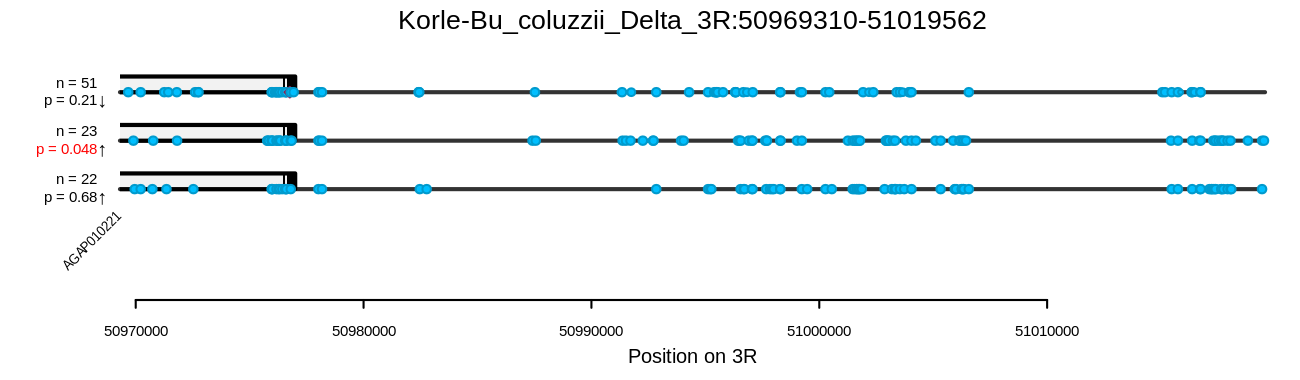 Korle-Bu_coluzzii_Delta_3R:50969310-51019562
n = 51
p = 0.21↓
n = 23
p = 0.048↑
n = 22
p = 0.68↑
AGAP010221
50970000 50980000 50990000 51000000 51010000
Position on 3R